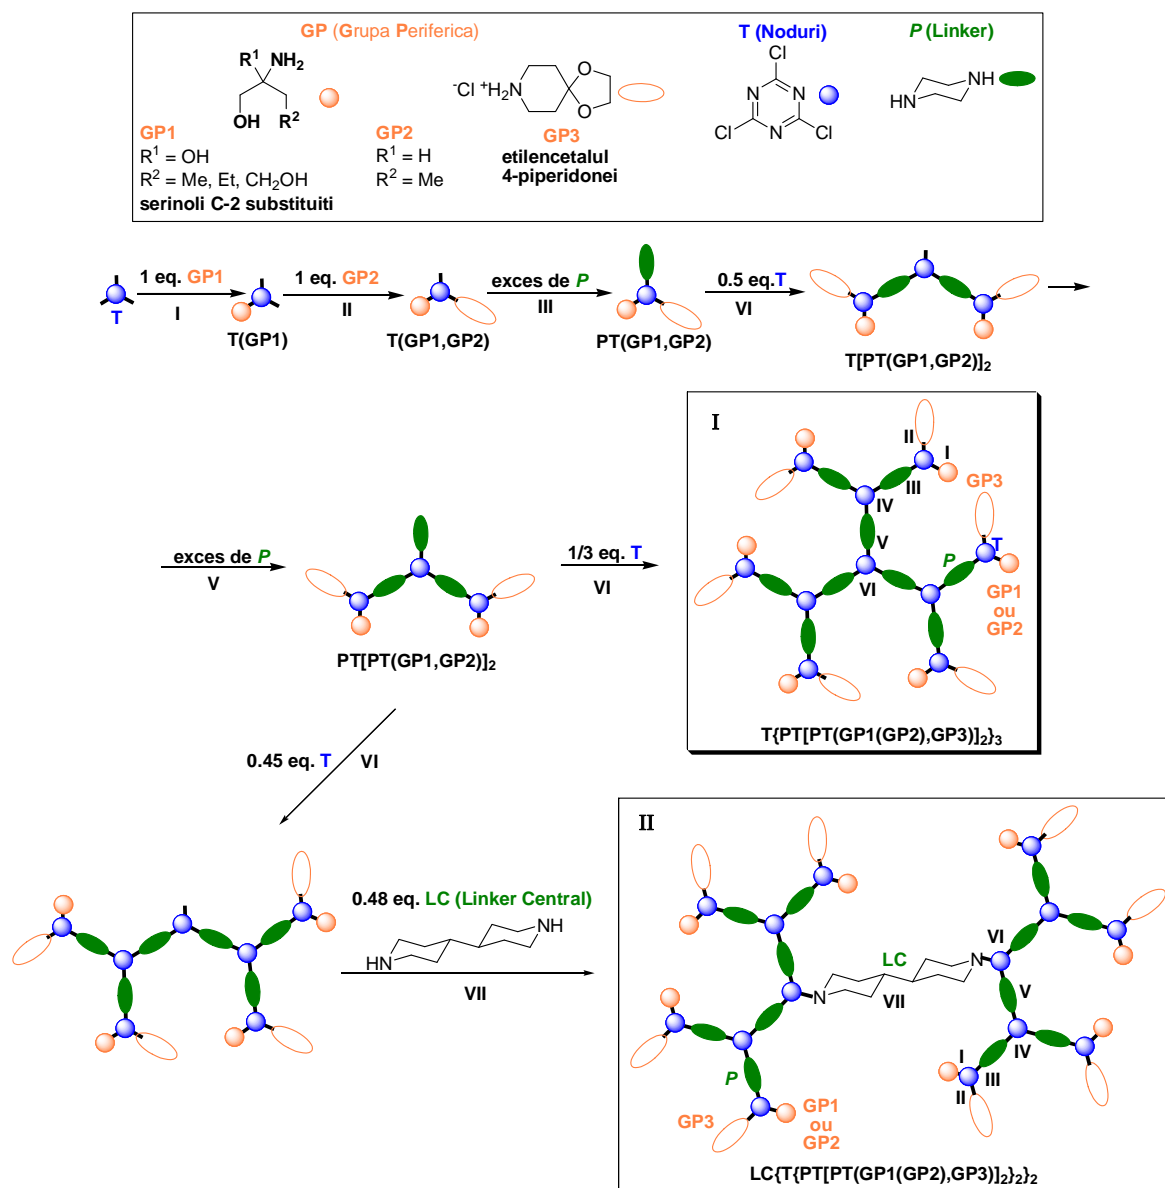 GP (Grupa Periferica)
T (Noduri)
P (Linker)
R1 NH2
OH
OH
R2
-Cl +H2N
O
O
Cl
N N
N
Cl Cl
NH
HN
GP1
R1 = OH
R2 = Me, Et, CH2OH
serinoli C-2 substituiti
GP2
R1 = H
R2 = Me
GP3
etilencetalul
4-piperidonei
T
1 eq. GP1
I
T(GP1)
1 eq. GP2
II
T(GP1,GP2)
exces de P
III
PT(GP1,GP2)
0.5 eq.T
VI
T[PT(GP1,GP2)]2
exces de P
V
PT[PT(GP1,GP2)]2
1/3 eq. T
VI
I
II
I
III
GP3
IV
V
T
P
VI
GP1
ou
GP2
T{PT[PT(GP1(GP2),GP3)]2}3
0.45 eq. T
VI
0.48 eq. LC (Linker Central)
NH
HN
VII
II
LC
N
N
VI
VII
V
IV
I
III
II
P
GP3
GP1
ou
GP2
LC{T{PT[PT(GP1(GP2),GP3)]2}2}2